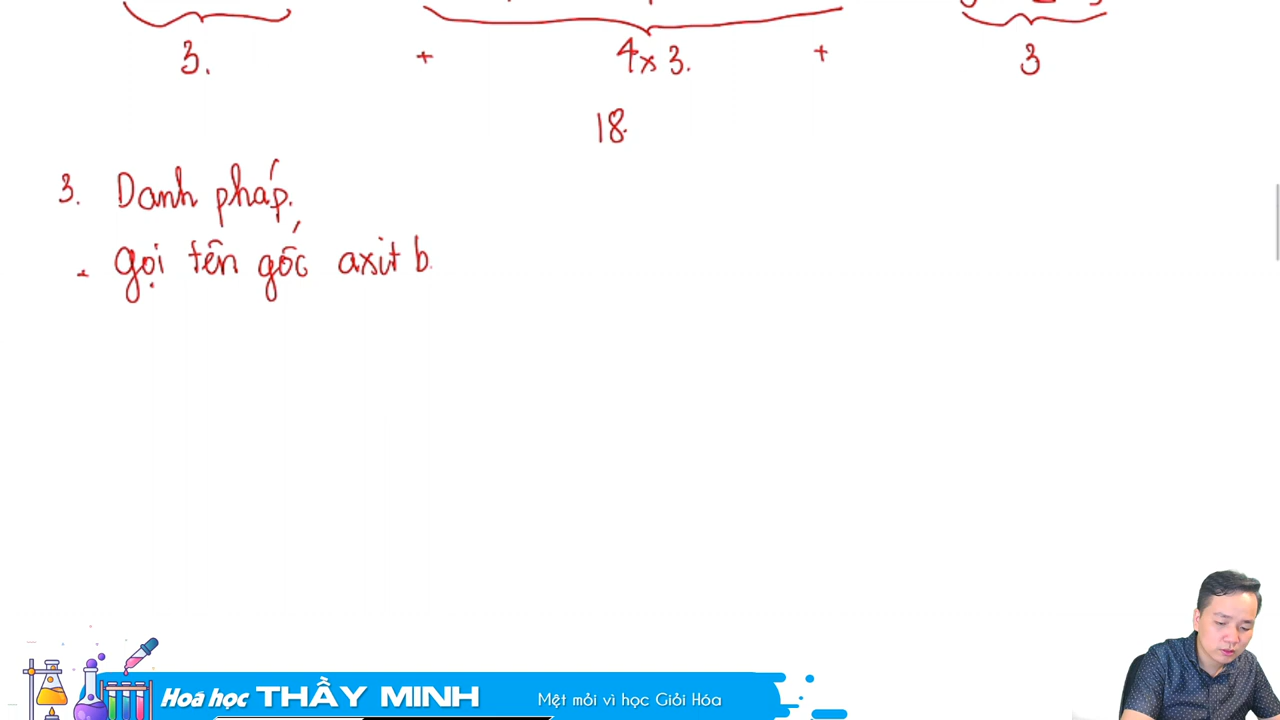 3. + 4x3. + 3
18.
3. Danh pháp.
- gọi tên gốc axit b
Hoá học THẦY MINH
Mệt mỏi vì học Giỏi Hóa